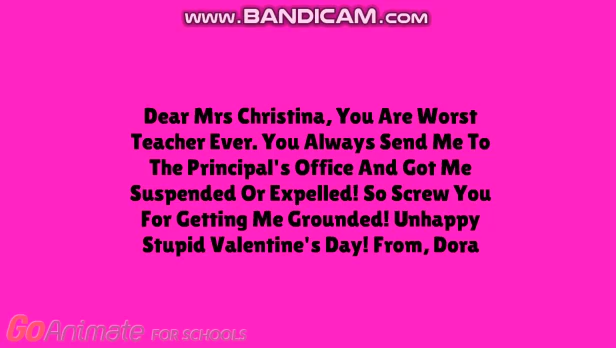 www.BANDICAM.com
Dear Mrs Christina, You Are Worst
Teacher Ever. You Always Send Me To
The Principal's Office And Got Me
Suspended Or Expelled! So Screw You
For Getting Me Grounded! Unhappy
Stupid Valentine's Day! From, Dora
GoAnimate FOR SCHOOLS